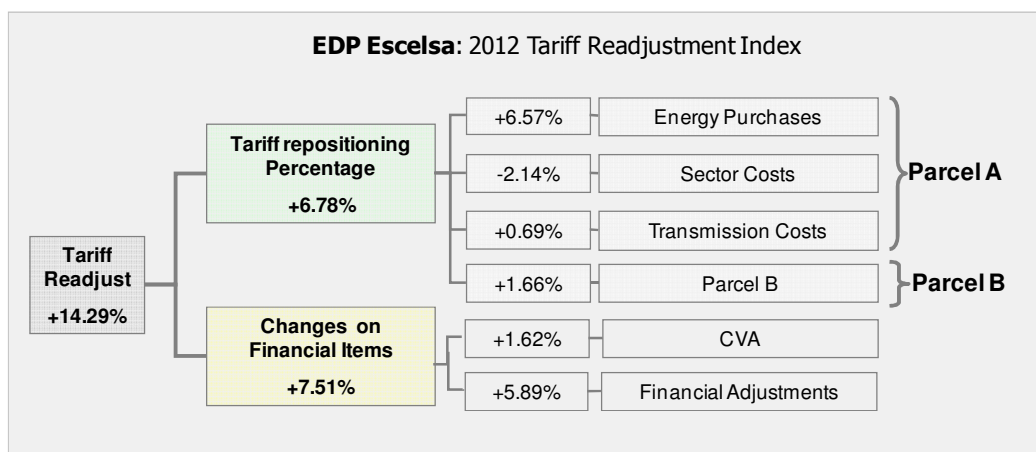 EDP Escelsa: 2012 Tariff Readjustment Index
Tariff
Readjust
+14.29%
Tariff repositioning
Percentage
+6.78%
+6.57%
Energy Purchases
-2.14%
Sector Costs
+0.69%
Transmission Costs
Parcel A
+1.66%
Parcel B
Parcel B
Changes on
Financial Items
+7.51%
+1.62%
CVA
+5.89%
Financial Adjustments